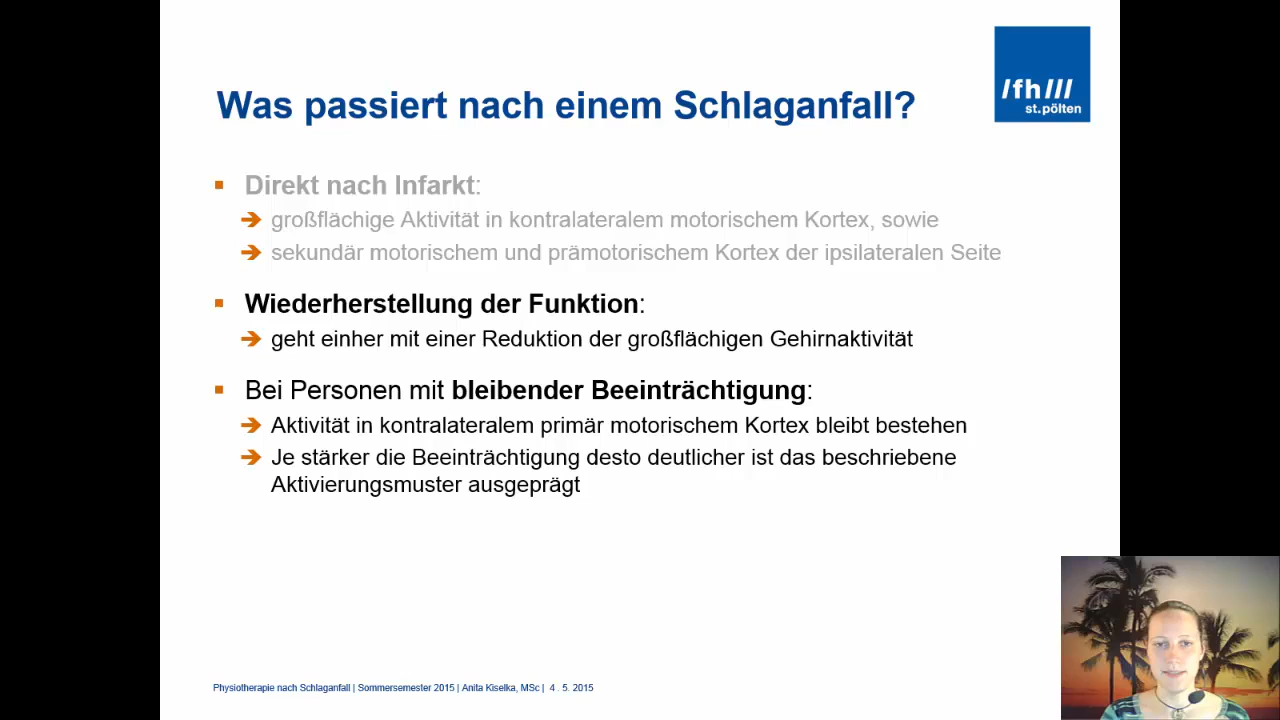 Was passiert nach einem Schlaganfall?
/fh///
st.pölten
Direkt nach Infarkt:
großflächige Aktivität in kontralateralem motorischem Kortex, sowie
sekundär motorischem und prämotorischem Kortex der ipsilateralen Seite
Wiederherstellung der Funktion:
geht einher mit einer Reduktion der großflächigen Gehirnaktivität
Bei Personen mit bleibender Beeinträchtigung:
Aktivität in kontralateralem primär motorischem Kortex bleibt bestehen
Je stärker die Beeinträchtigung desto deutlicher ist das beschriebene
Aktivierungsmuster ausgeprägt
Physiotherapie nach Schlaganfall | Sommersemester 2015 | Anita Kiselka, MSc | 4 . 5. 2015